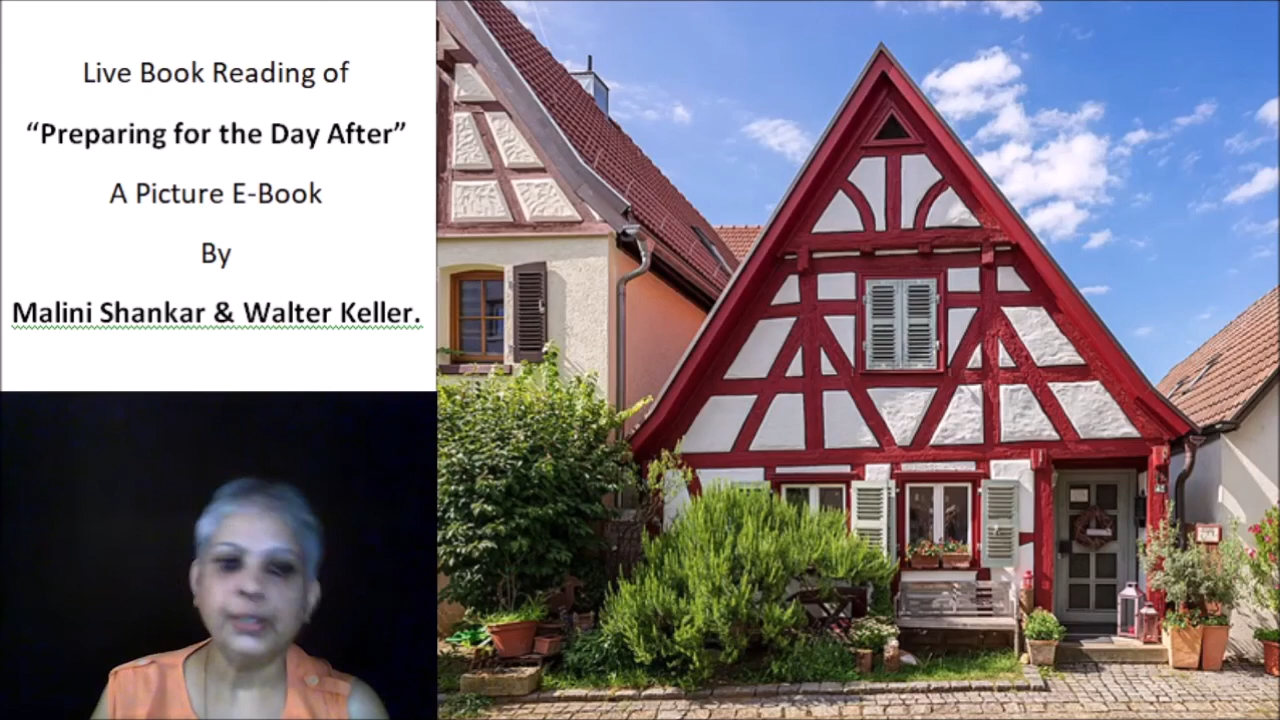 Live Book Reading of
“Preparing for the Day After”
A Picture E-Book
By
Malini Shankar & Walter Keller.